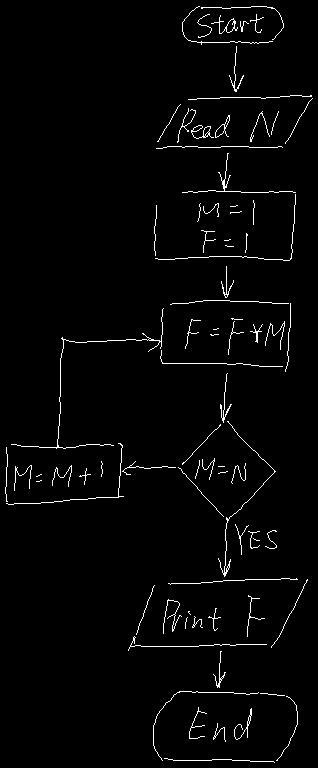 Start
Read N
M=1
F=1
F=F*M
M=N
M=M+1
YES
Print F
End